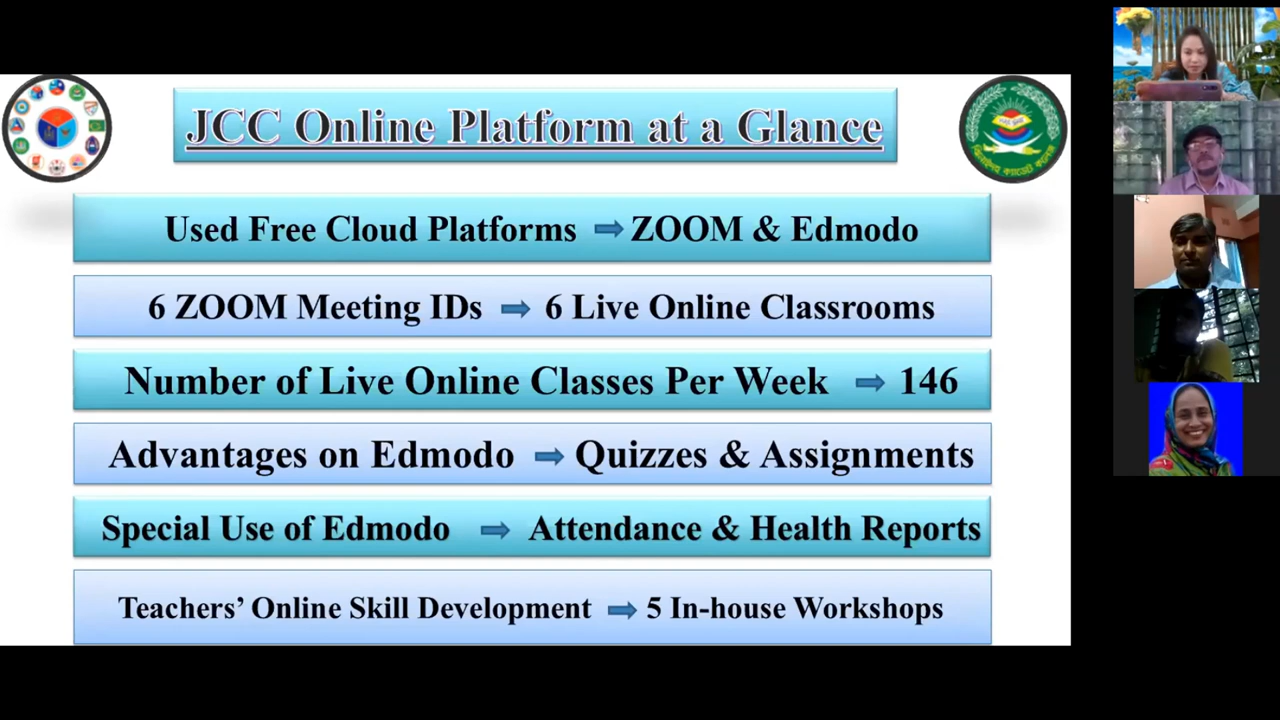 JCC Online Platform at a Glance
ঝিনাইদহ ক্যাডেট কলেজ
Used Free Cloud Platforms ZOOM & Edmodo
6 ZOOM Meeting IDs 6 Live Online Classrooms
Number of Live Online Classes Per Week 146
Advantages on Edmodo Quizzes & Assignments
Special Use of Edmodo Attendance & Health Reports
Teachers’ Online Skill Development 5 In-house Workshops